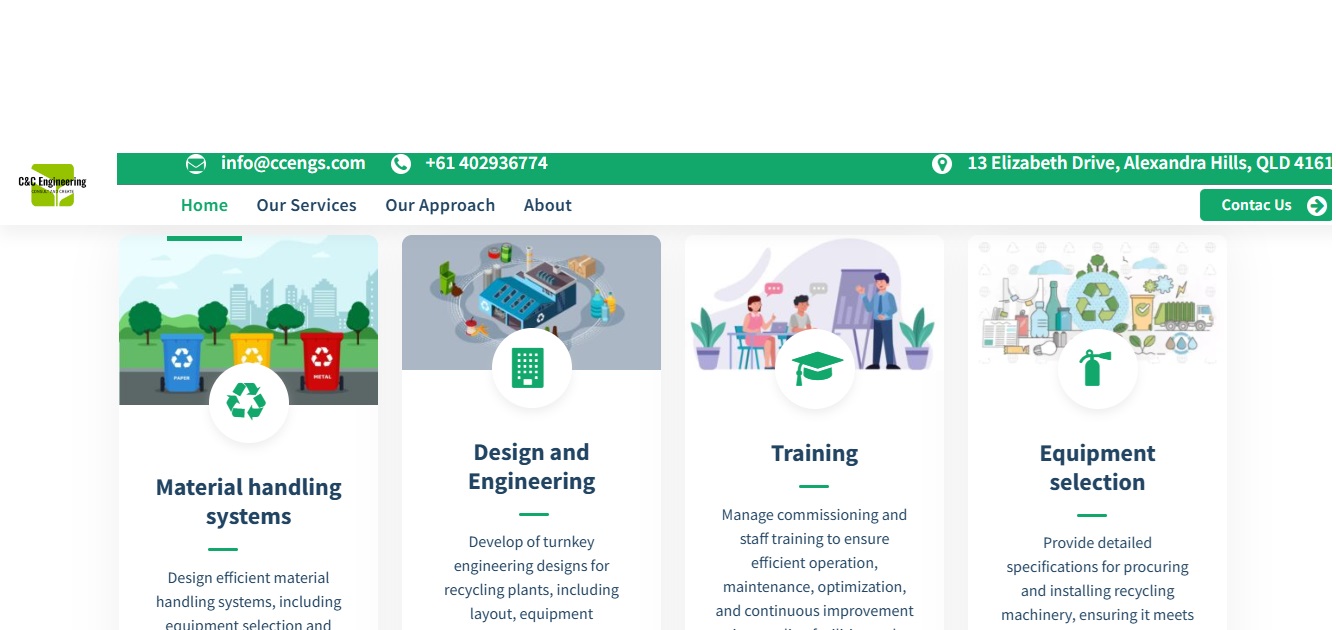 info@ccengs.com
+61 402936774
13 Elizabeth Drive, Alexandra Hills, QLD 4161
C&C Engineering
CONSULT AND CREATE
Home
Our Services
Our Approach
About
Contac Us
PAPER
METAL
Material handling
systems
Design efficient material
handling systems, including
equipment selection and
Design and
Engineering
Develop of turnkey
engineering designs for
recycling plants, including
layout, equipment
Training
Manage commissioning and
staff training to ensure
efficient operation,
maintenance, optimization,
and continuous improvement
Equipment
selection
Provide detailed
specifications for procuring
and installing recycling
machinery, ensuring it meets